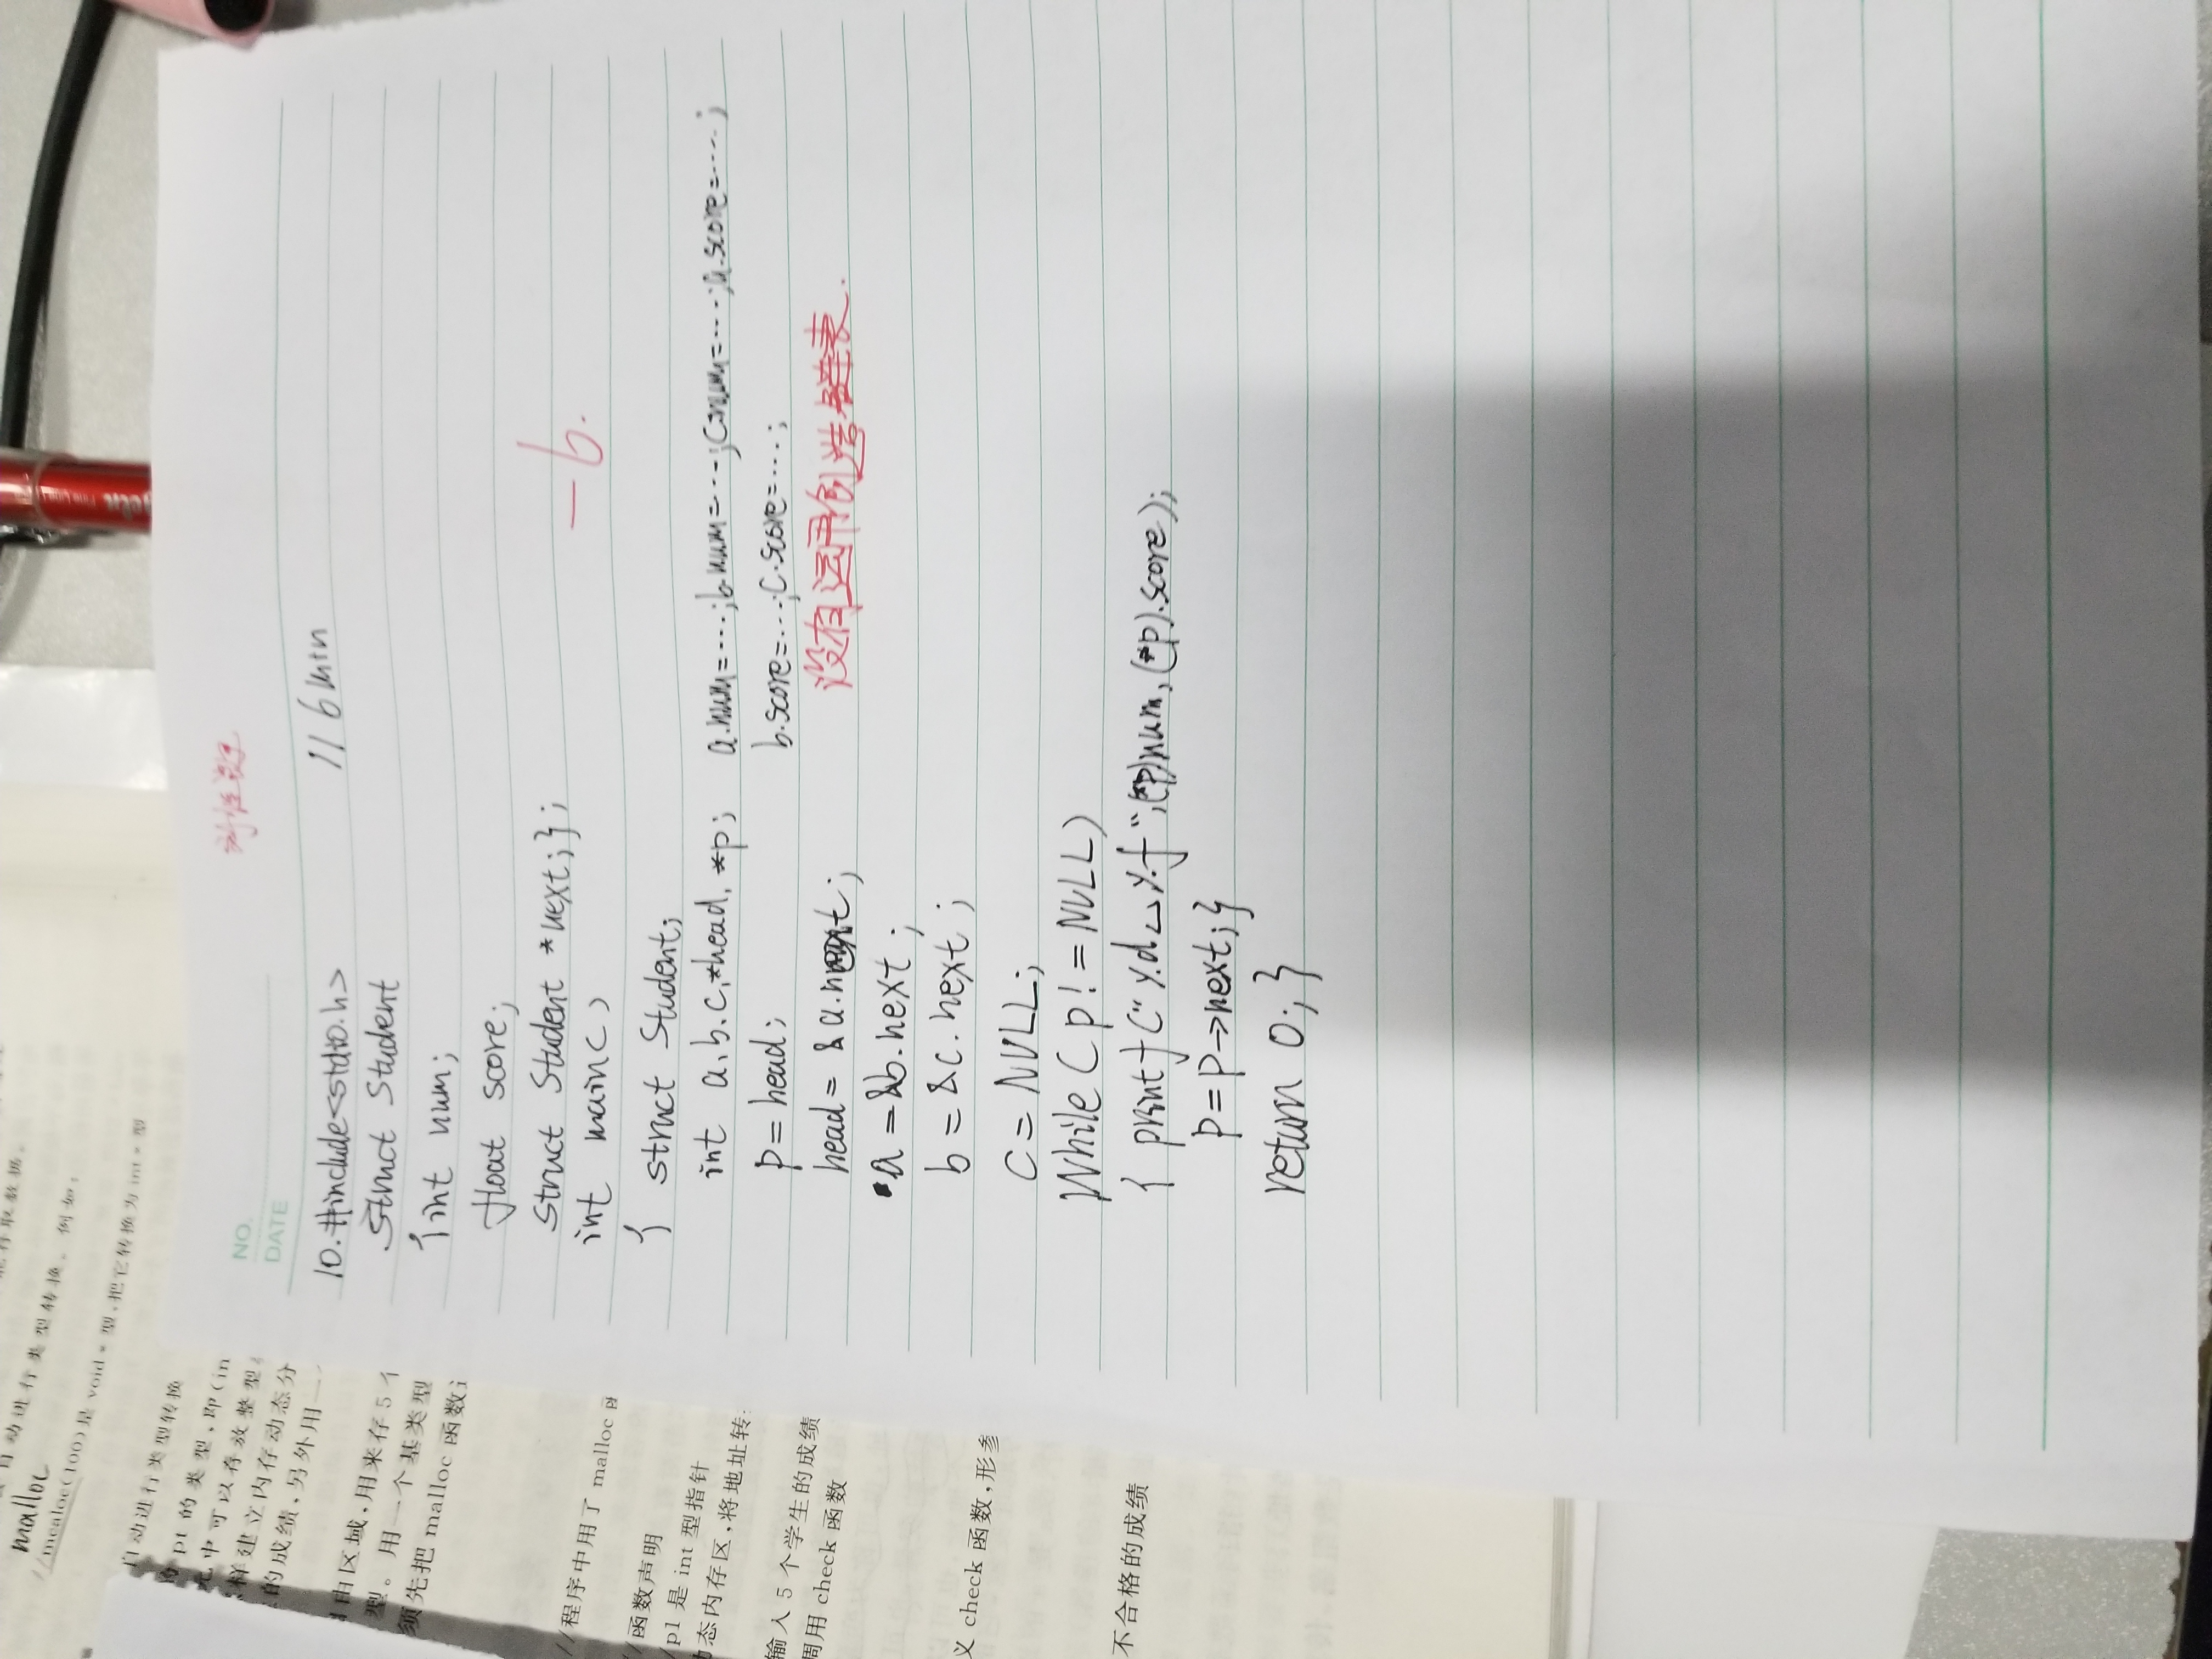 自动进行类型转换。例如：
malloc
//mcaloc(100)是 void * 型,把它转换为 int * 型
自动进行类型转换
pt 的类型,即(in
元中可以存放整型
样建立内存动态分
的成绩,另外用一
由区域,用来存 5 个
型。用一个基类型
须先把 malloc 函数
//程序中用了 malloc 函
//函数声明
/p1 是 int 型指针
动态内存区,将地址转
输入 5 个学生的成绩
调用 check 函数
义 check 函数,形参
不合格的成绩
NO.
DATE
10. #include<stdio.h> // 6min
struct Student
{int num;
float score;
struct Student *next;};
-6.
int main()
{ struct Student;
int a,b,c,*head,*p; a.num=...;b.num=...;c.num=...;a.score=....;
p=head; b.score=...;c.score=...;
head= &a.next;
没有运用创造链表.
a=&b.next;
b=&c.next;
c=NULL;
While(p!=NULL)
{ printf("%d␣%f",(*p)num,(*p).score);
p=p→next;}
return 0;}